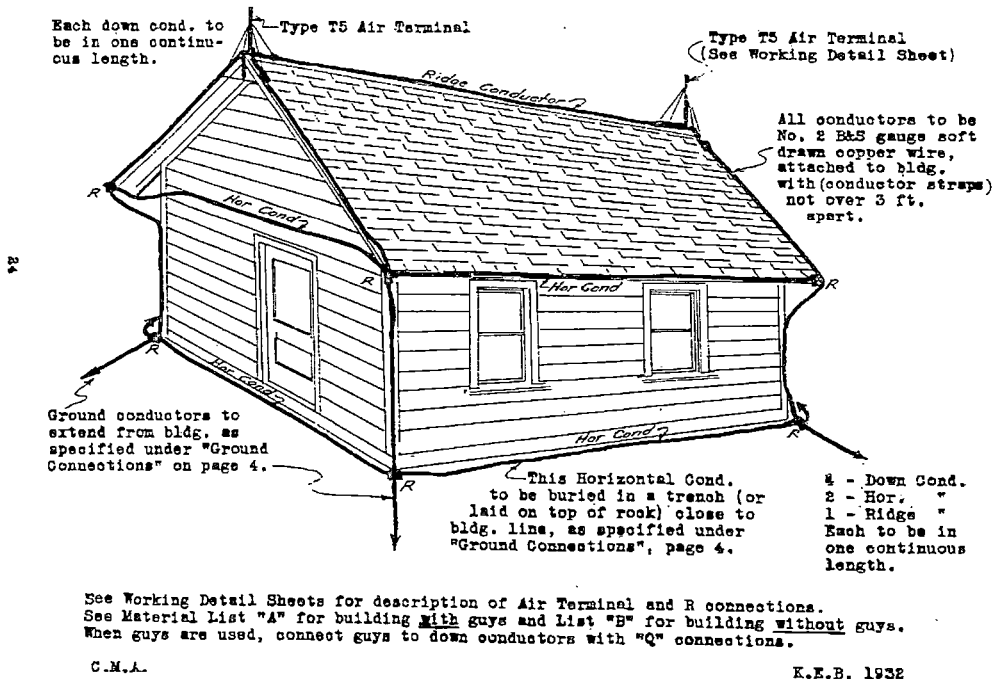 Each down cond. to
be in one continu-
ous length.
Type T5 Air Terminal
Type T5 Air Terminal
(See Working Detail Sheet)
Ridge Conductor
All conductors to be
No. 2 B&S gauge soft
drawn copper wire,
attached to bldg.
with (conductor straps)
not over 3 ft.
apart.
R
Hor Cond
R
Hor Cond
R
24
R
Hor Cond
Hor Cond
R
R
Ground conductors to
extend from bldg. as
specified under "Ground
Connections" on page 4.
This Horizontal Cond.
to be buried in a trench (or
laid on top of rock) close to
bldg. line, as specified under
"Ground Connections", page 4.
4 - Down Cond.
2 - Hor. "
1 - Ridge "
Each to be in
one continuous
length.
See Working Detail Sheets for description of Air Terminal and R connections.
See Material List "A" for building with guys and List "B" for building without guys.
When guys are used, connect guys to down conductors with "Q" connections.
C.M.A.
K.E.B. 1932